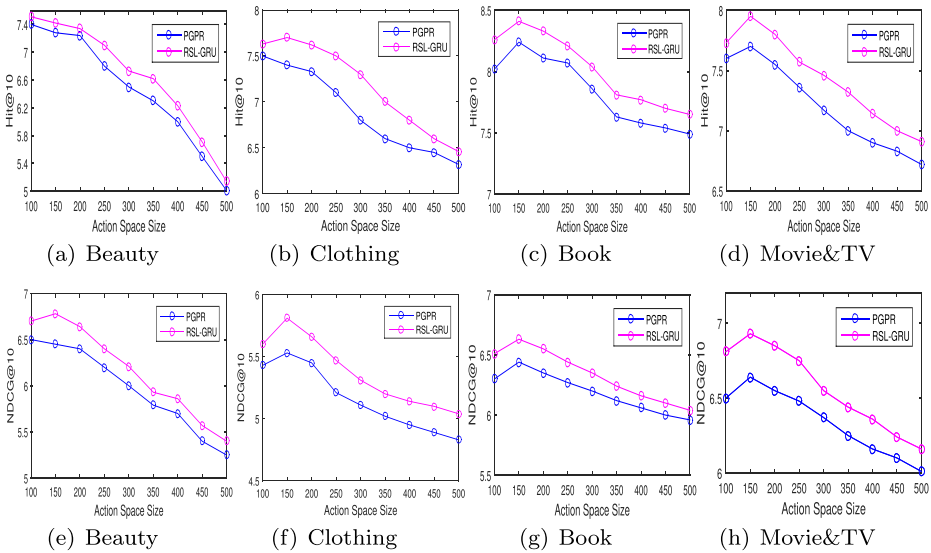 Hit@10
7.4
7
6.6
6.2
5.8
5.4
5
100 150 200 250 300 350 400 450 500
Action Space Size
PGPR
RSL-GRU
(a) Beauty
Hit@10
8
7.5
7
6.5
6
100 150 200 250 300 350 400 450 500
Action Space Size
PGPR
RSL-GRU
(b) Clothing
Hit@10
8.5
8
7.5
7
100 150 200 250 300 350 400 450 500
Action Space Size
PGPR
RSL-GRU
(c) Book
Hit@10
8
7.5
7
6.5
100 150 200 250 300 350 400 450 500
Action Space Size
PGPR
RSL-GRU
(d) Movie&TV
NDCG@10
7
6.5
6
5.5
5
100 150 200 250 300 350 400 450 500
Action Space Size
PGPR
RSL-GRU
(e) Beauty
NDCG@10
6
5.5
5
4.5
100 150 200 250 300 350 400 450 500
Action Space Size
PGPR
RSL-GRU
(f) Clothing
NDCG@10
7
6.5
6
5.5
100 150 200 250 300 350 400 450 500
Action Space Size
PGPR
RSL-GRU
(g) Book
NDCG@10
7
6.5
6
100 150 200 250 300 350 400 450 500
Action Space Size
PGPR
RSL-GRU
(h) Movie&TV